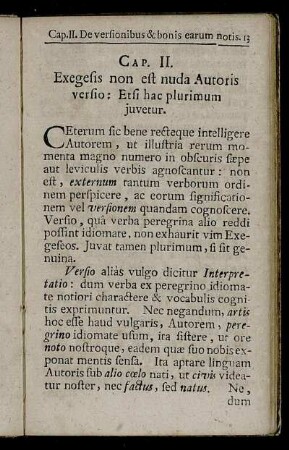 Cap.II. De versionibus & bonis earum notis. 13
CAP. II.
Exegesis non est nuda Autoris
versio: Etsi hac plurimum
juvetur.
CEterum sic bene recteque intelligere
Autorem, ut illustria rerum mo-
menta magno numero in obscuris sæpe
aut leviculis verbis agnoscantur: non
est, externum tantum verborum ordi-
nem perspicere, ac eorum significatio-
nem vel versionem quandam cognoscere.
Versio, quâ verba peregrina alio reddi
possint idiomate, non exhaurit vim Exe-
geseos. Juvat tamen plurimum, si sit ge-
nuina.
Versio aliàs vulgo dicitur Interpre-
tatio: dum verba ex peregrino idioma-
te notiori charactere & vocabulis cogni-
tis exprimuntur. Nec negandum, artis
hoc esse haud vulgaris, Autorem, pere-
grino idiomate usum, ita sistere, ut ore
noto nostroque, eadem quæ suo nobis ex-
ponat mentis sensa. Ita aptare linguam
Autoris sub alio cœlo nati, ut civis videa-
tur noster, nec factus, sed natus. Ne,
dum